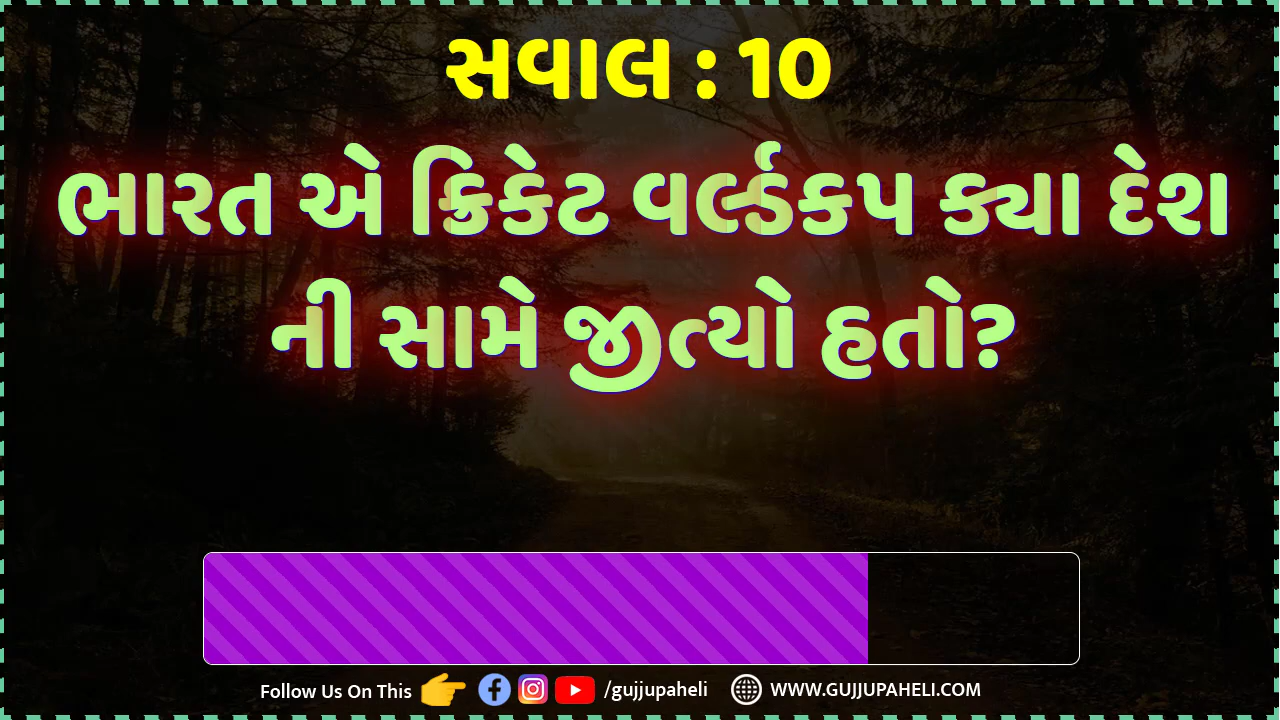 સવાલ : 10
ભારત એ ક્રિકેટ વર્લ્ડકપ ક્યા દેશ
ની સામે જીત્યો હતો?
Follow Us On This /gujjupaheli WWW.GUJJUPAHELI.COM